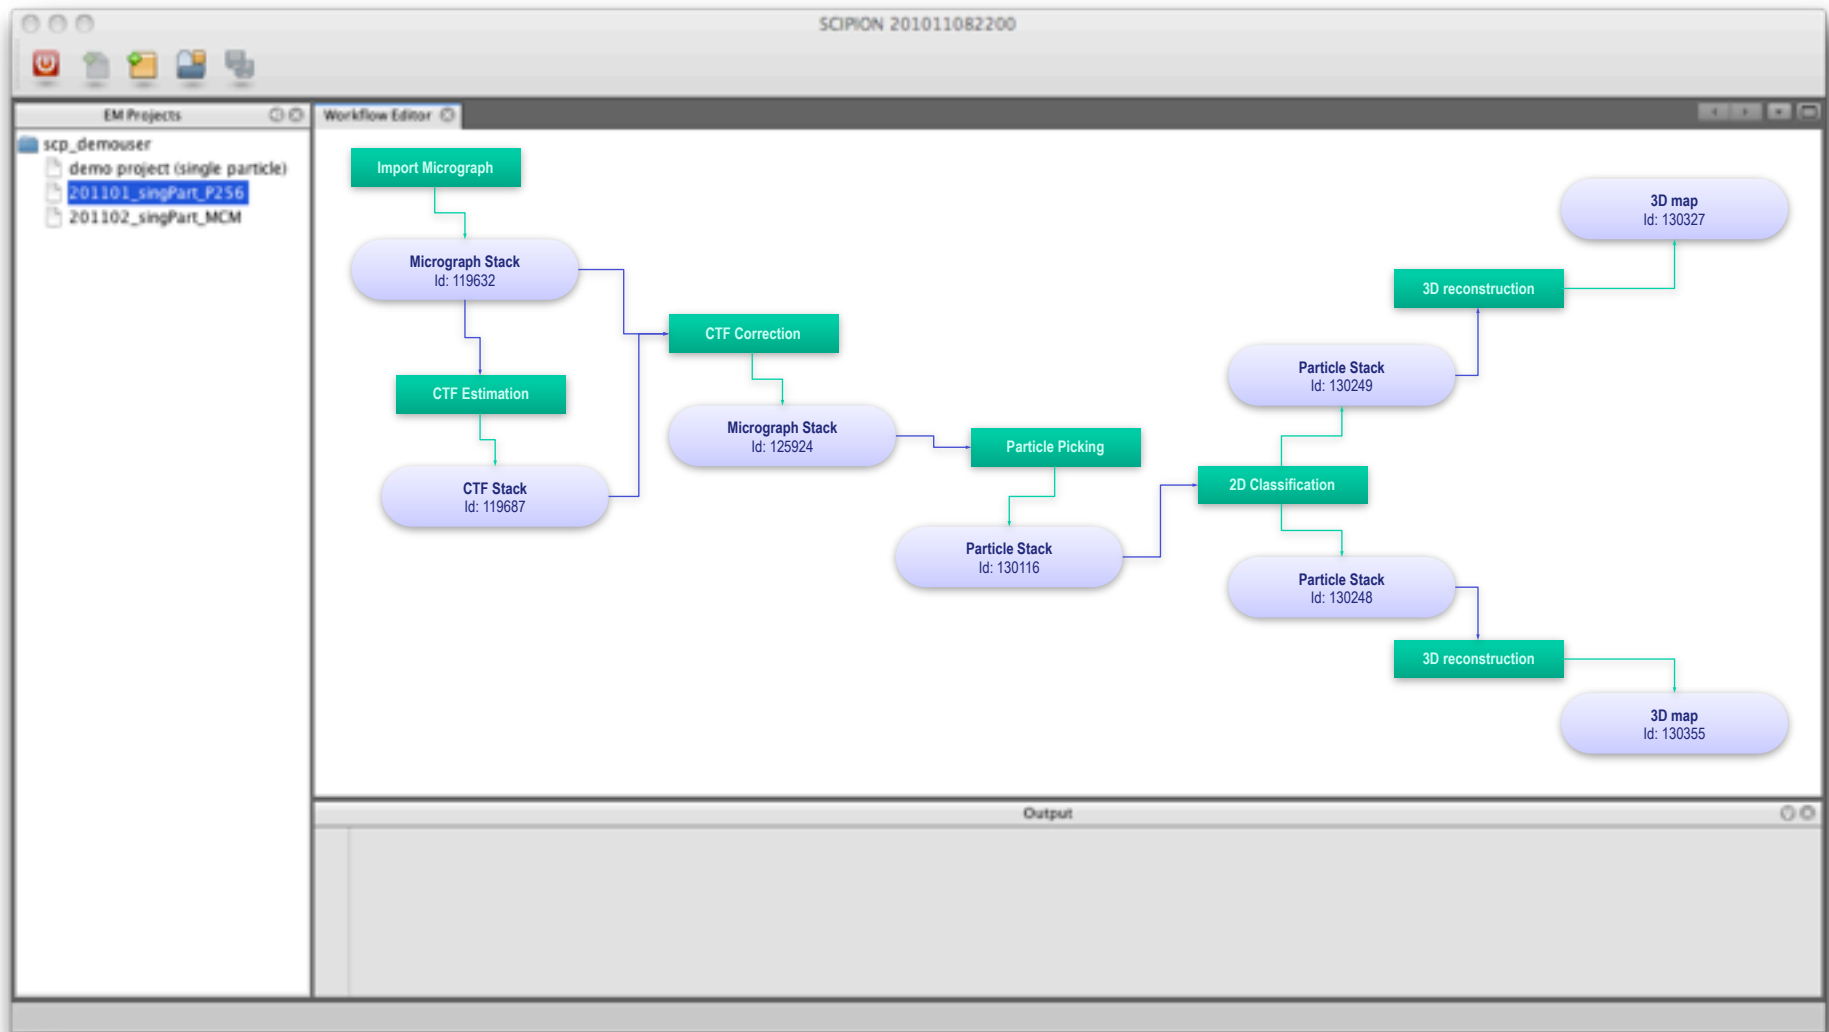 SCIPION 201011082200
EM Projects
scp_demouser
demo project (single particle)
201101_singPart_P256
201102_singPart_MCM
Workflow Editor
Import Micrograph
Micrograph Stack
Id: 119632
CTF Estimation
CTF Stack
Id: 119687
CTF Correction
Micrograph Stack
Id: 125924
Particle Picking
Particle Stack
Id: 130116
2D Classification
Particle Stack
Id: 130249
3D reconstruction
3D map
Id: 130327
Particle Stack
Id: 130248
3D reconstruction
3D map
Id: 130355
Output